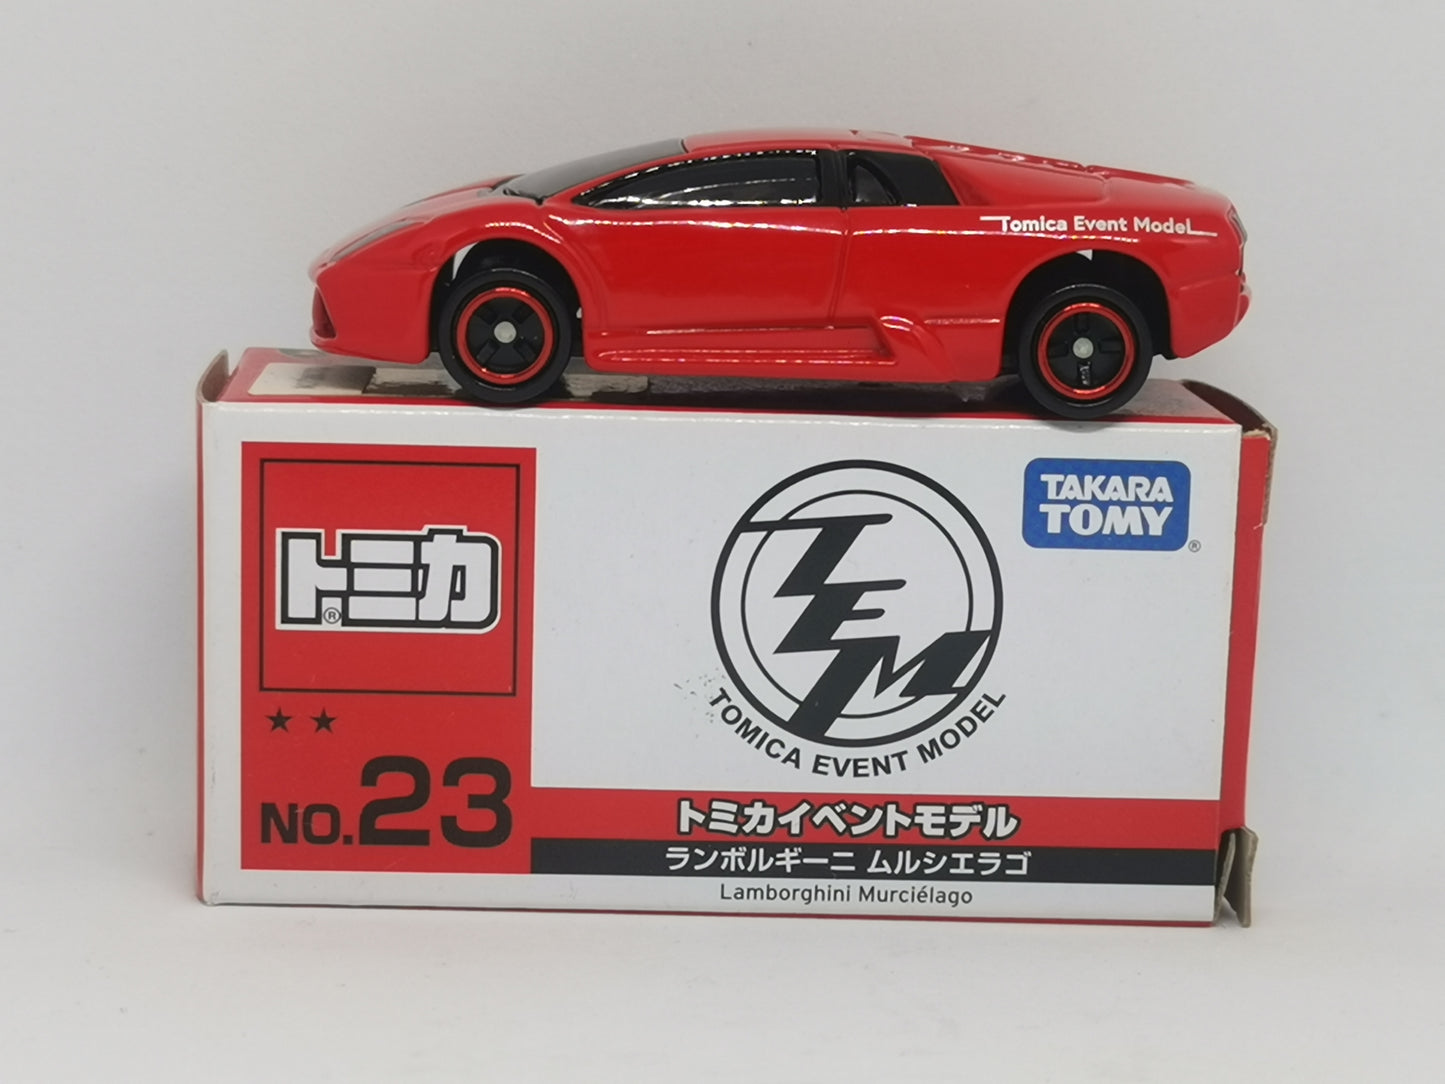 Tomica Event Model
トミカ
®
★ ★
NO.23
TEM
TOMICA EVENT MODEL
TAKARA
TOMY
®
トミカイベントモデル
ランボルギーニ ムルシエラゴ
Lamborghini Murciélago